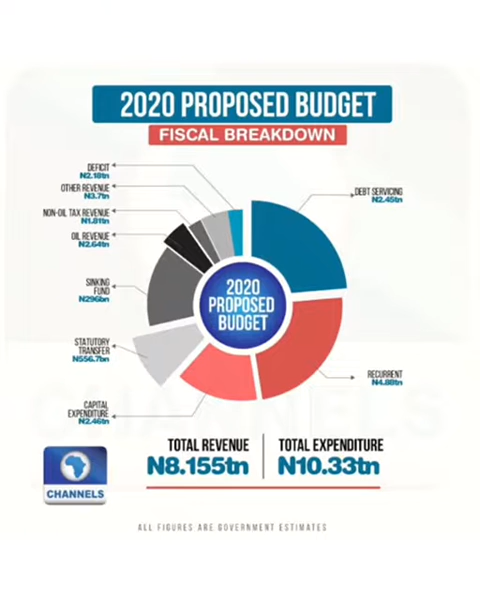 2020 PROPOSED BUDGET
FISCAL BREAKDOWN
DEFICIT
N2.18tn
OTHER REVENUE
N3.7tn
NON-OIL TAX REVENUE
N1.81tn
OIL REVENUE
N2.64tn
SINKING
FUND
N296bn
STATUTORY
TRANSFER
N556.7bn
CAPITAL
EXPENDITURE
N2.46tn
DEBT SERVICING
N2.45tn
RECURRENT
N4.88tn
2020
PROPOSED
BUDGET
CHANNELS
TOTAL REVENUE
N8.155tn
TOTAL EXPENDITURE
N10.33tn
CHANNELS
ALL FIGURES ARE GOVERNMENT ESTIMATES